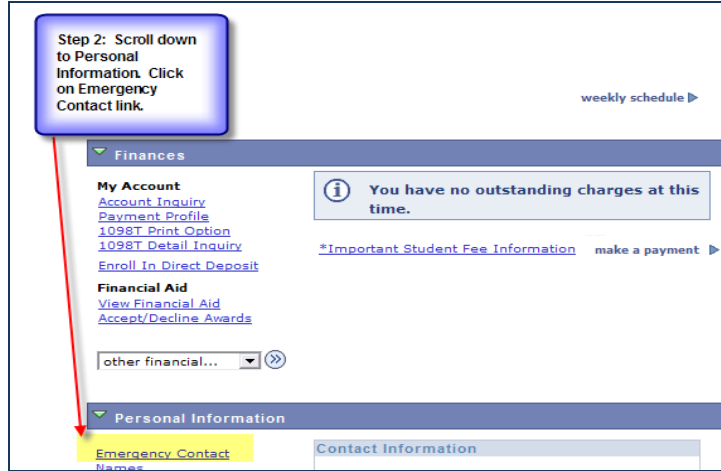 Step 2: Scroll down
to Personal
Information. Click
on Emergency
Contact link.
weekly schedule
Finances
My Account
Account Inquiry
Payment Profile
1098T Print Option
1098T Detail Inquiry
Enroll In Direct Deposit
Financial Aid
View Financial Aid
Accept/Decline Awards
other financial...
You have no outstanding charges at this
time.
*Important Student Fee Information
make a payment
Personal Information
Emergency Contact
Names
Contact Information